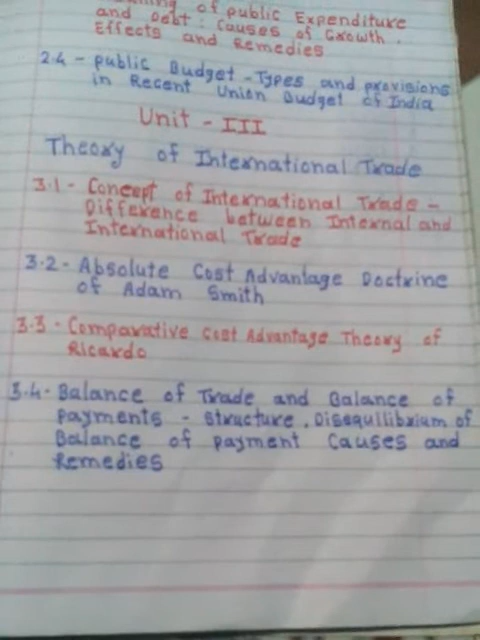 of public Expenditure
and Debt: Causes of Growth.
Effects and Remedies
2.4 - public Budget - Types and provisions
in Recent Union Budget of India
Unit - III
Theory of International Trade
3.1 - Concept of International Trade -
Difference between Internal and
International Trade
3.2 - Absolute Cost Advantage Doctrine
of Adam Smith
3.3 - Comparative Cost Advantage Theory of
Ricardo
3.4 - Balance of Trade and Balance of
payments - structure, Disequllibrium of
Balance of payment Causes and
Remedies